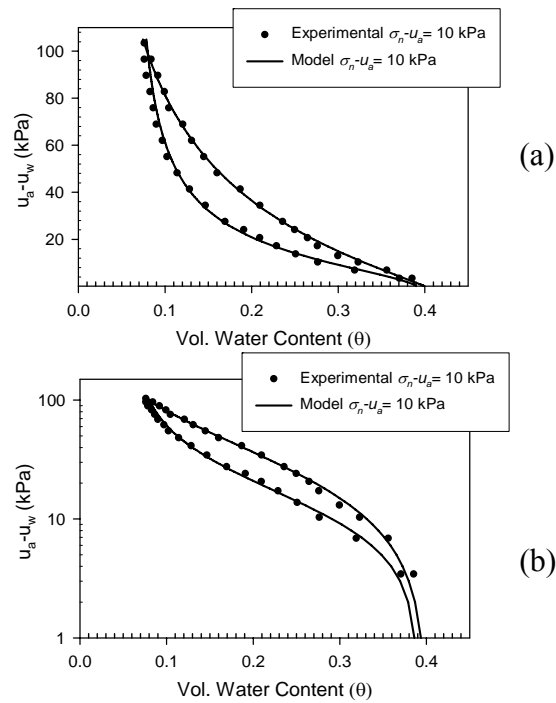 Experimental σn-ua= 10 kPa
Model σn-ua= 10 kPa
100
80
60
40
20
ua-uw (kPa)
0.0 0.1 0.2 0.3 0.4
Vol. Water Content (θ)
(a)
Experimental σn-ua= 10 kPa
Model σn-ua= 10 kPa
100
10
1
ua-uw (kPa)
0.0 0.1 0.2 0.3 0.4
Vol. Water Content (θ)
(b)